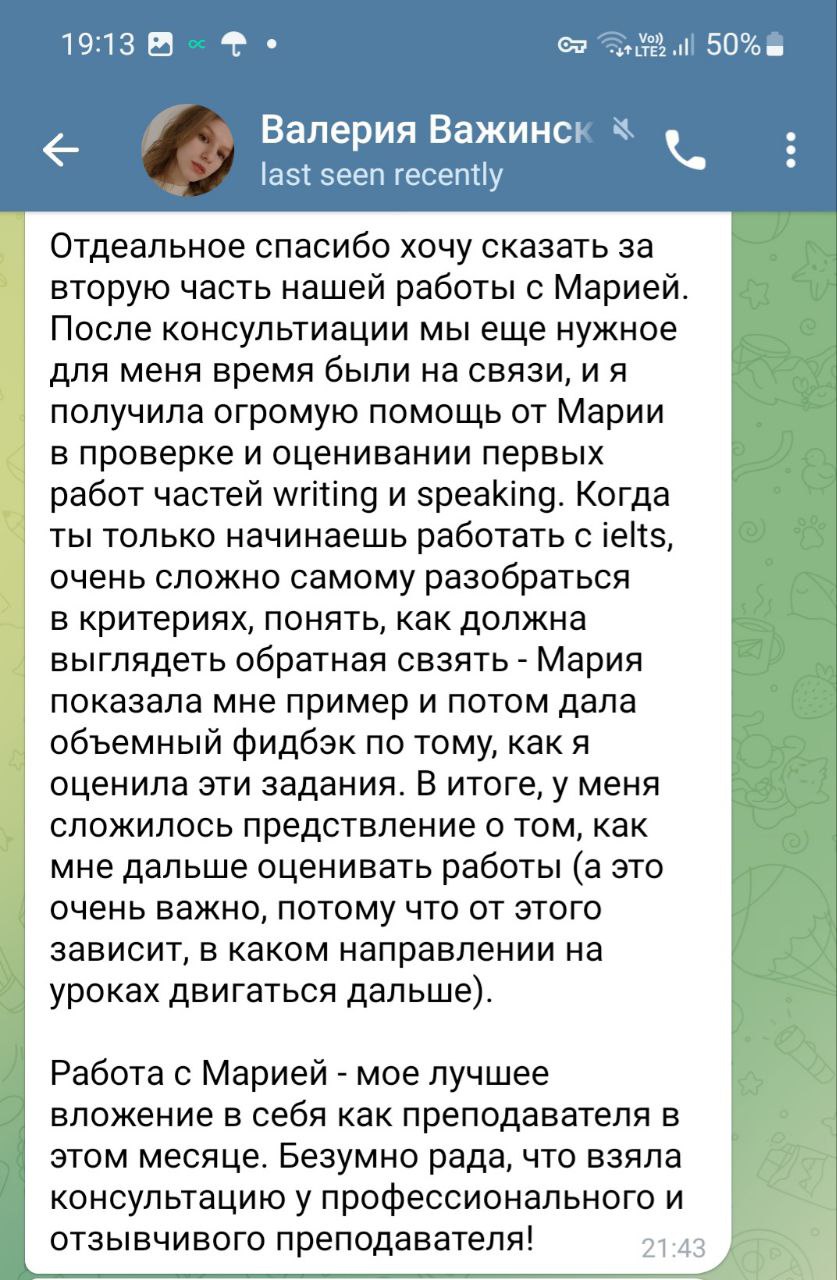 19:13
Vo))
LTE2
50%
Валерия Важинск
last seen recently
Отдеальное спасибо хочу сказать за
вторую часть нашей работы с Марией.
После консультиации мы еще нужное
для меня время были на связи, и я
получила огромую помощь от Марии
в проверке и оценивании первых
работ частей writing и speaking. Когда
ты только начинаешь работать с ielts,
очень сложно самому разобраться
в критериях, понять, как должна
выглядеть обратная свзять - Мария
показала мне пример и потом дала
объемный фидбэк по тому, как я
оценила эти задания. В итоге, у меня
сложилось предствление о том, как
мне дальше оценивать работы (а это
очень важно, потому что от этого
зависит, в каком направлении на
уроках двигаться дальше).
Работа с Марией - мое лучшее
вложение в себя как преподавателя в
этом месяце. Безумно рада, что взяла
консультацию у профессионального и
отзывчивого преподавателя!
21:43